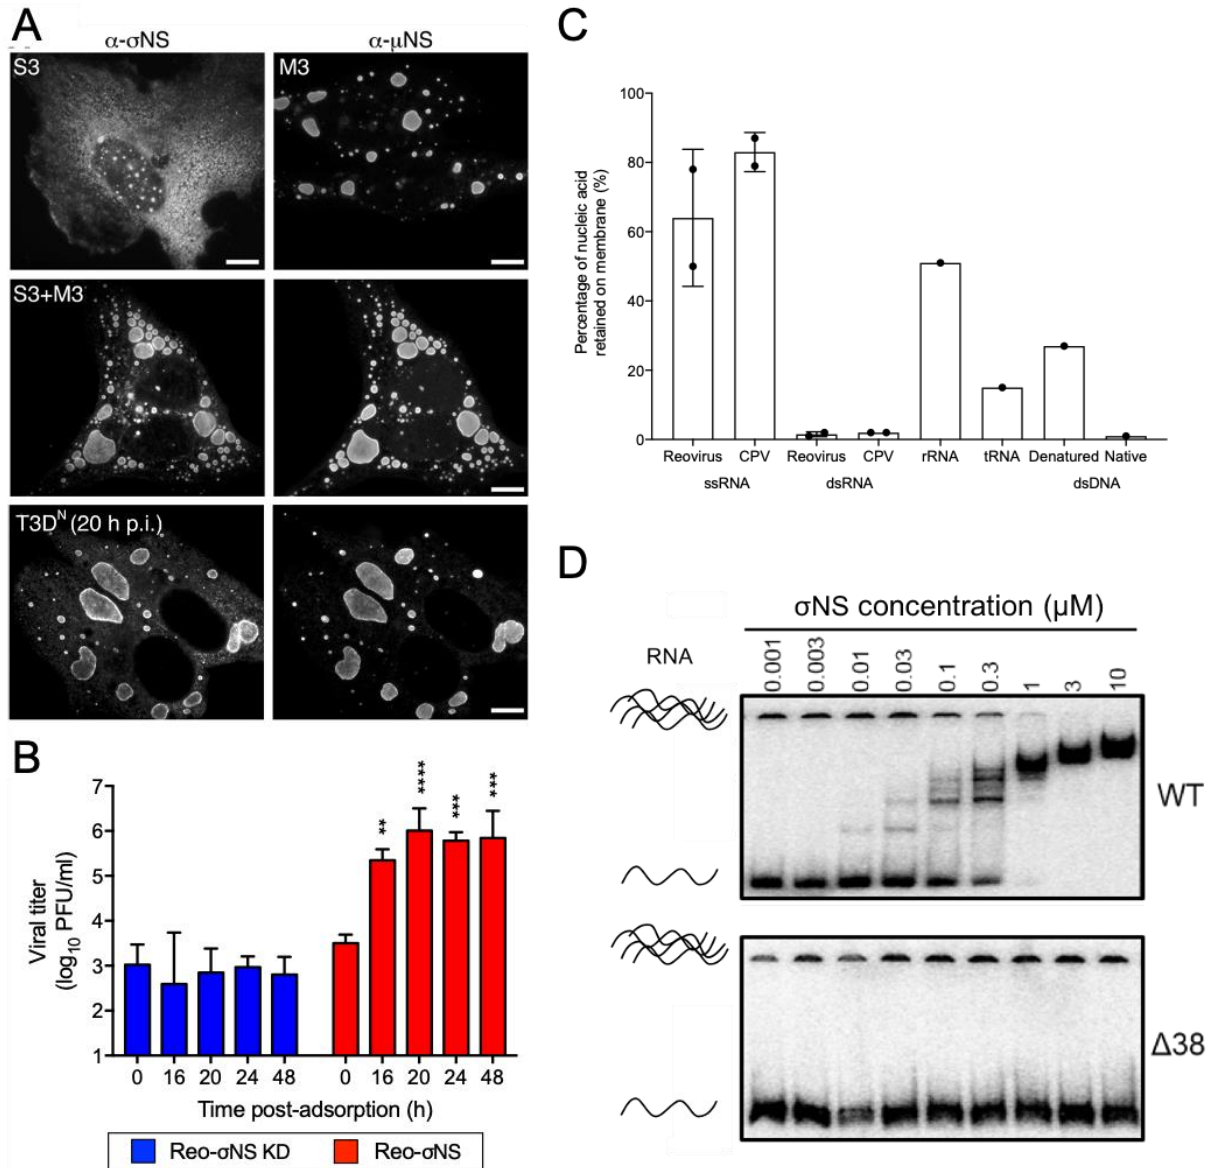 A
α-σNS
α-μNS
S3
M3
S3+M3
T3Dᴺ (20 h p.i.)
B
Viral titer
(log₁₀ PFU/ml)
7
6
5
4
3
2
1
**
****
***
***
0 16 20 24 48 0 16 20 24 48
Time post-adsorption (h)
Reo-σNS KD
Reo-σNS
C
Percentage of nucleic acid
retained on membrane (%)
100
80
60
40
20
0
Reovirus CPV Reovirus CPV rRNA tRNA Denatured Native
ssRNA dsRNA dsDNA
D
σNS concentration (μM)
RNA
0.001 0.003 0.01 0.03 0.1 0.3 1 3 10
WT
Δ38